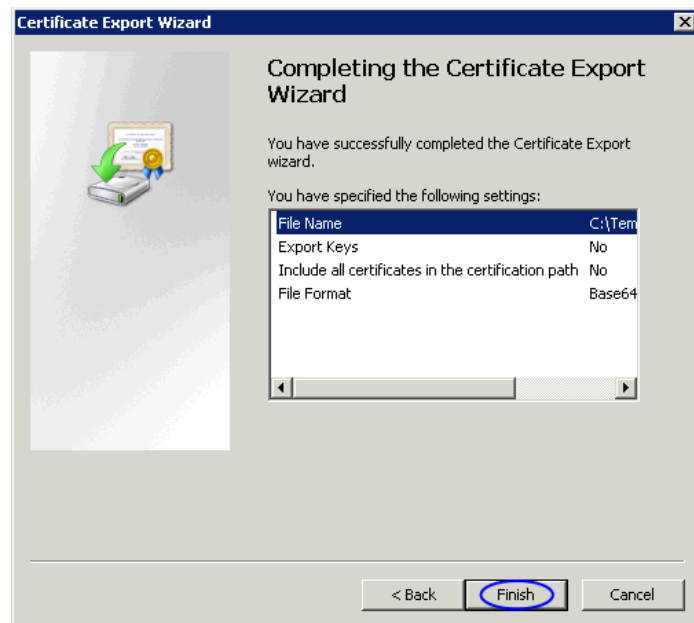 Certificate Export Wizard
Completing the Certificate Export
Wizard
You have successfully completed the Certificate Export
wizard.
You have specified the following settings:
File Name C:\Tem
Export Keys No
Include all certificates in the certification path No
File Format Base64
< Back Finish Cancel